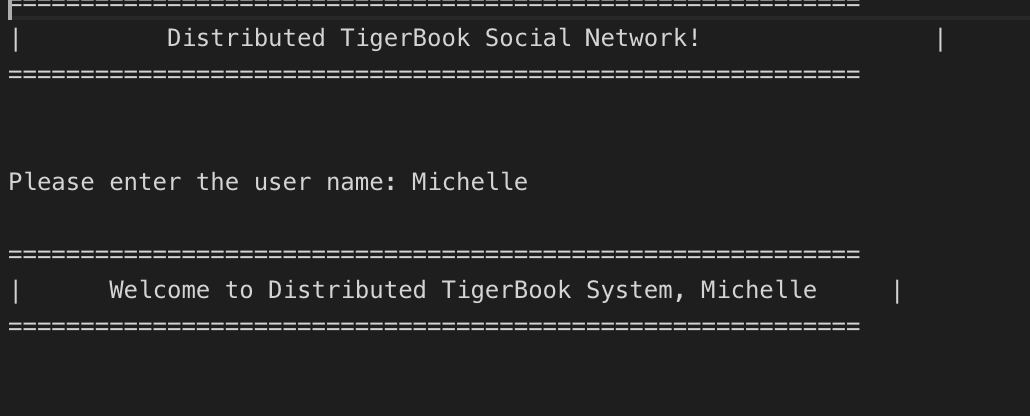 ===========================================================
|          Distributed TigerBook Social Network!                |
===========================================================
Please enter the user name: Michelle
===========================================================
|      Welcome to Distributed TigerBook System, Michelle     |
===========================================================